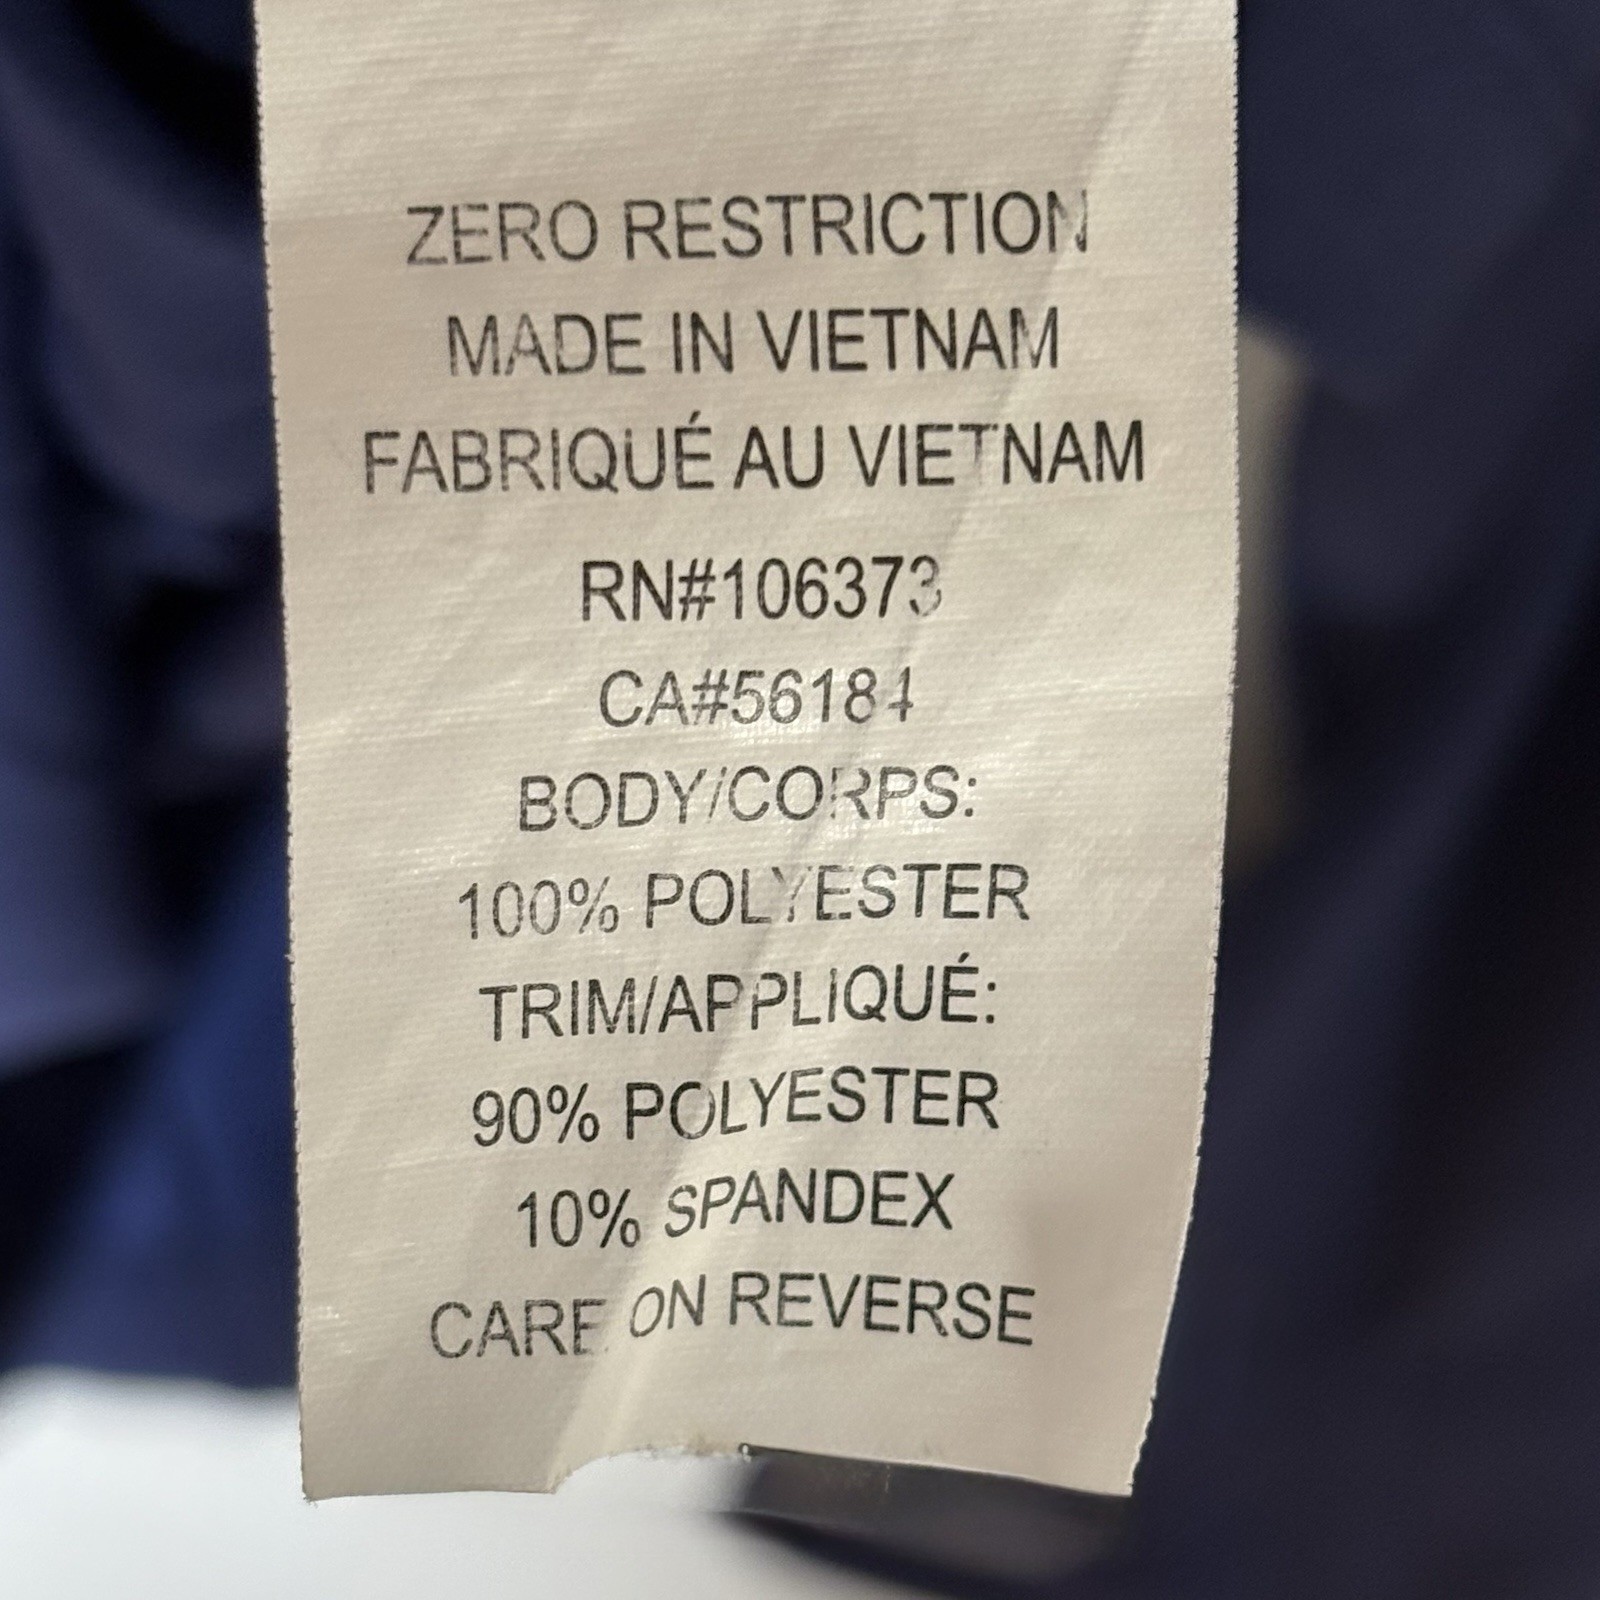 ZERO RESTRICTION
MADE IN VIETNAM
FABRIQUÉ AU VIETNAM
RN#106373
CA#56184
BODY/CORPS:
100% POLYESTER
TRIM/APPLIQUÉ:
90% POLYESTER
10% SPANDEX
CARE ON REVERSE